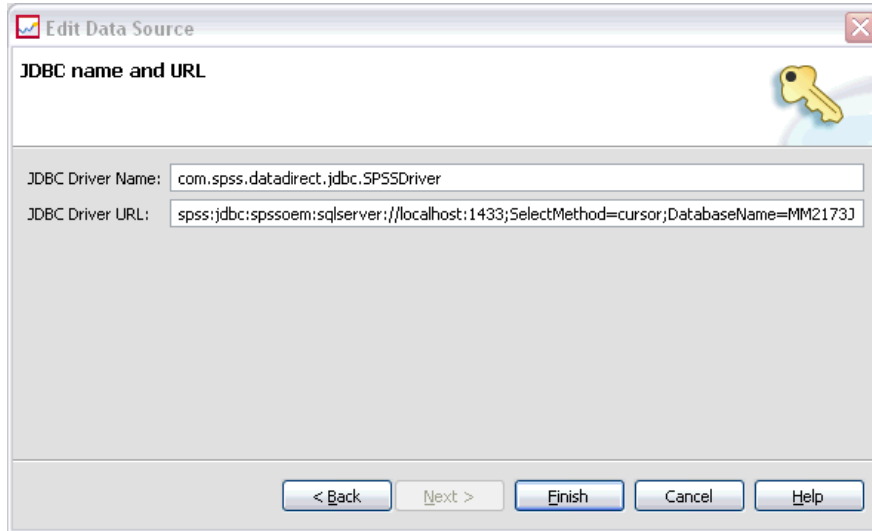 Edit Data Source
JDBC name and URL
JDBC Driver Name: com.spss.datadirect.jdbc.SPSSDriver
JDBC Driver URL: spss:jdbc:spssoem:sqlserver://localhost:1433;SelectMethod=cursor;DatabaseName=MM2173J
< Back Next > Finish Cancel Help